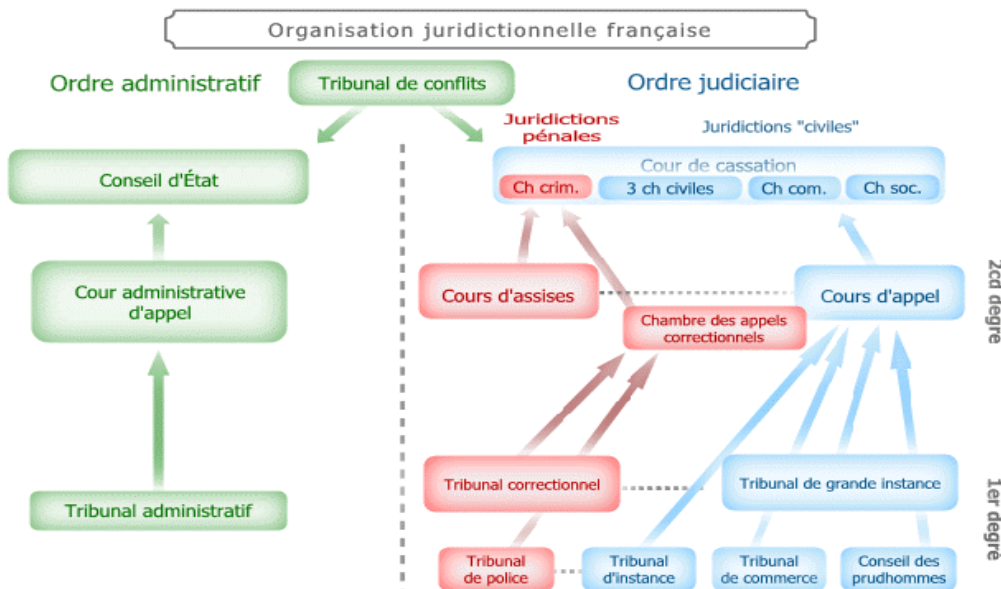 Organisation juridictionnelle française
Ordre administratif
Tribunal de conflits
Ordre judiciaire
Juridictions
pénales
Juridictions "civiles"
Conseil d'État
Cour de cassation
Ch crim.
3 ch civiles
Ch com.
Ch soc.
Cour administrative
d'appel
Cours d'assises
Cours d'appel
2cd degre
Chambre des appels
correctionnels
Tribunal administratif
Tribunal correctionnel
Tribunal de grande instance
1er degrè
Tribunal
de police
Tribunal
d'instance
Tribunal
de commerce
Conseil des
prudhommes